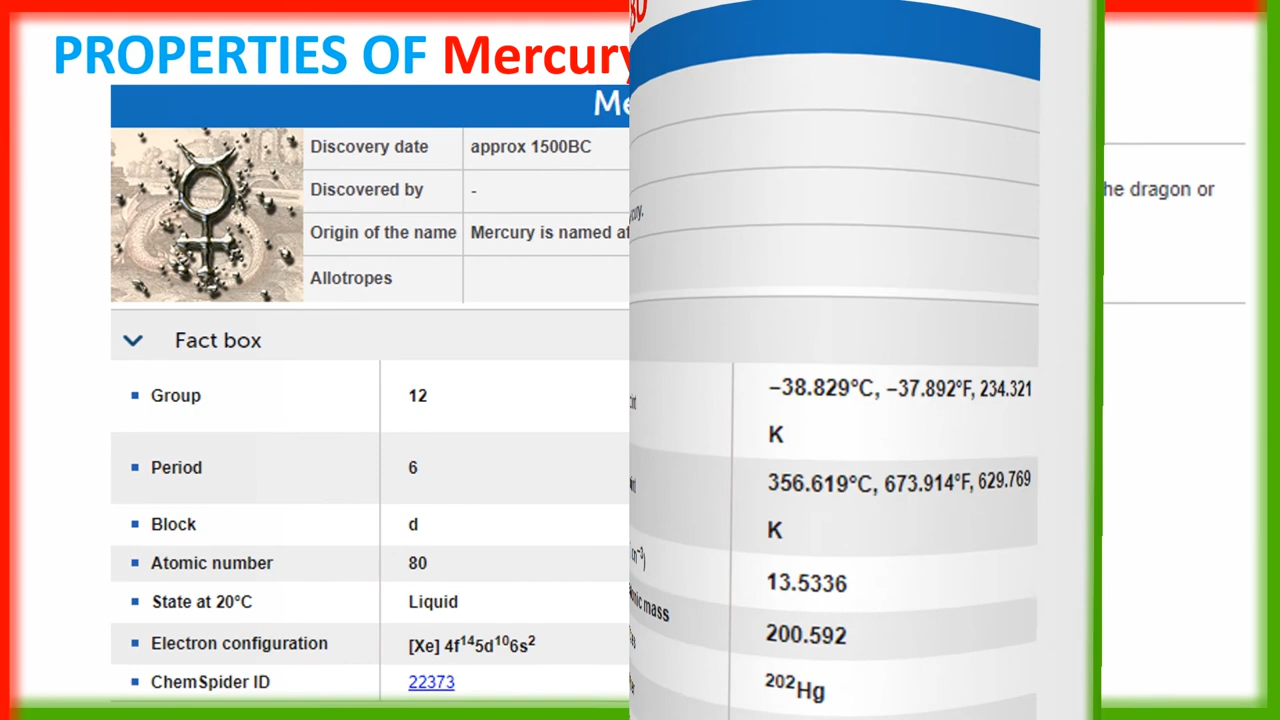 PROPERTIES OF Mercury
80
Discovery date approx 1500BC
Discovered by -
Origin of the name Mercury is named
he dragon or
Allotropes
Fact box
Group 12
−38.829°C, −37.892°F, 234.321
K
Period 6
356.619°C, 673.914°F, 629.769
K
Block d
Atomic number 80
13.5336
State at 20°C Liquid
mass
200.592
Electron configuration [Xe] 4f¹⁴5d¹⁰6s²
ChemSpider ID 22373
²⁰²Hg